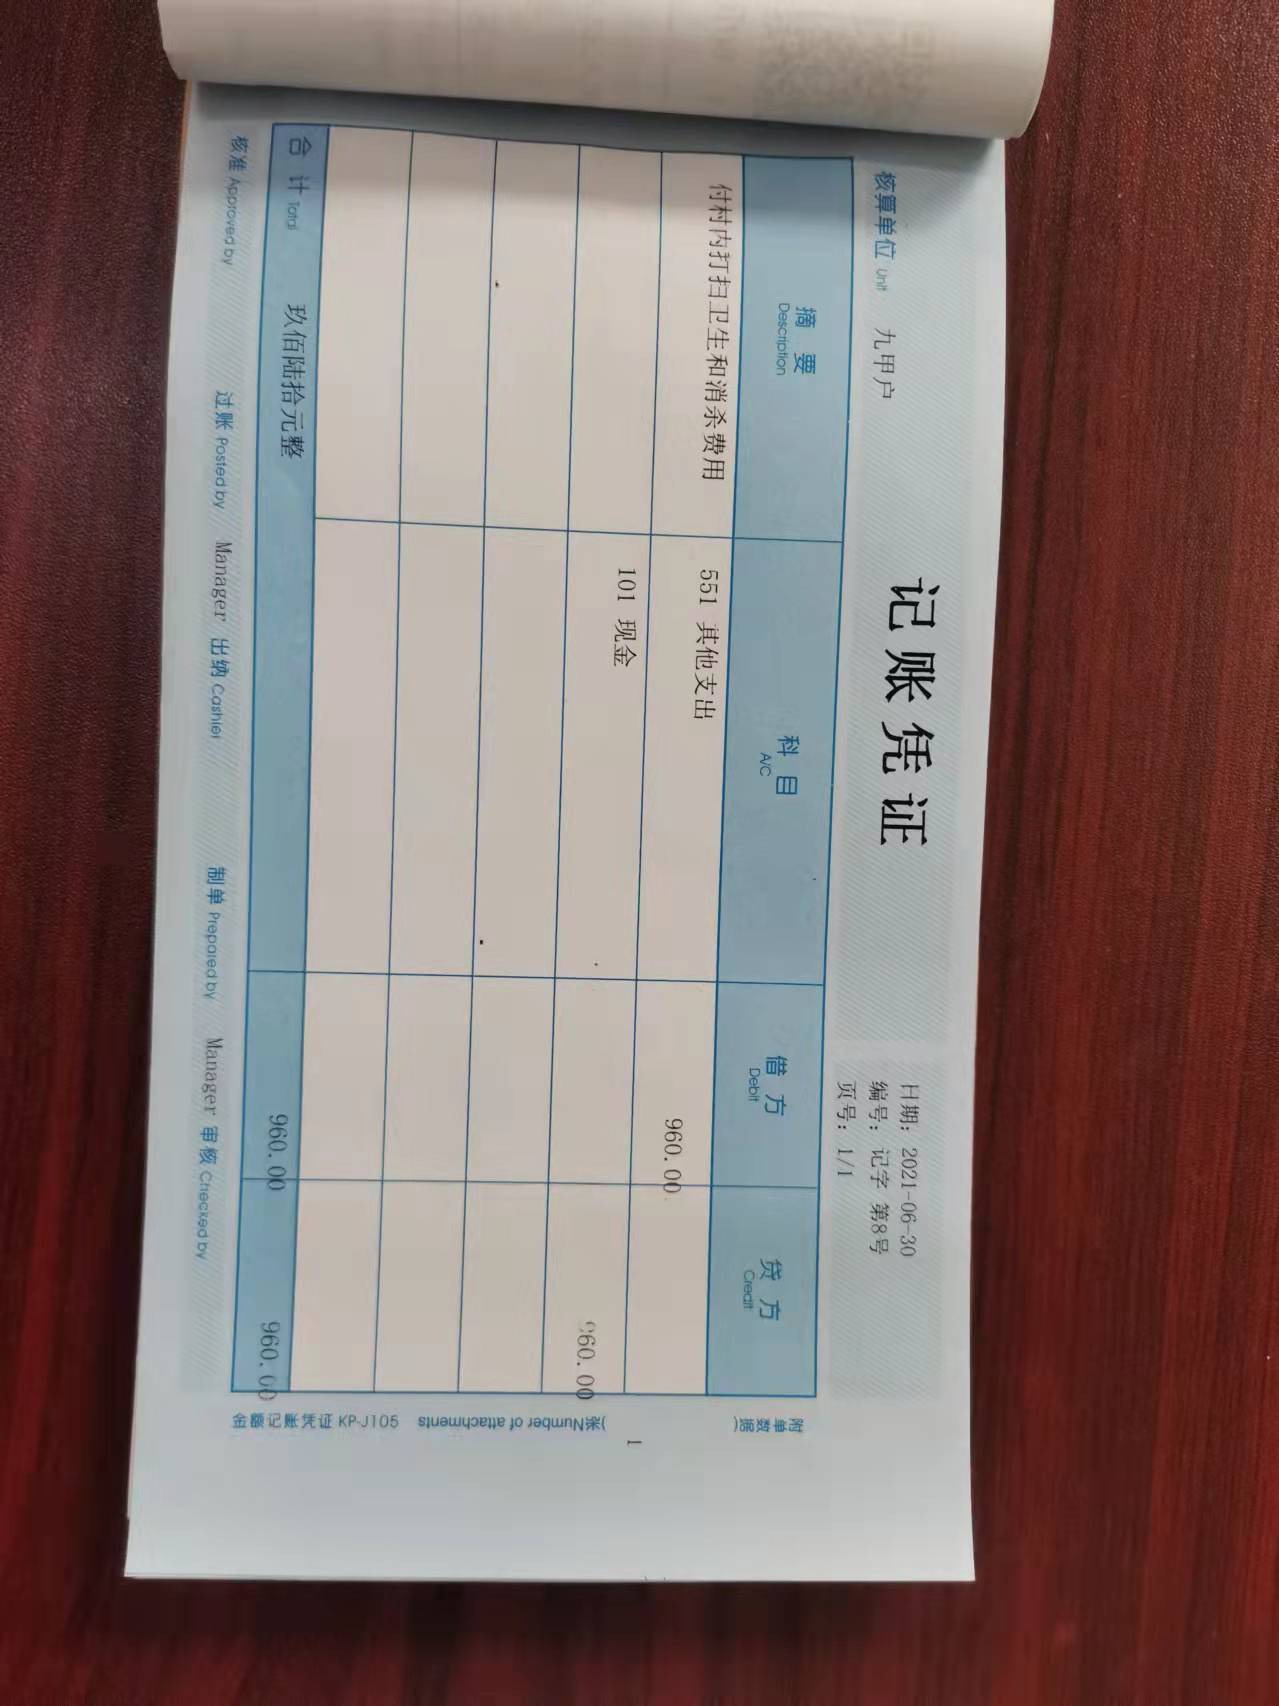 记账凭证
日期: 2021-06-30
核算单位 Unit 九甲户
编号: 记字 第8号
页号: 1/1
摘 要 科 目 借 方 贷 方
Description A/C Debit Credit
付村内打扫卫生和消杀费用 551 其他支出 960.00
101 现金 960.00
合 计 Total 玖佰陆拾元整 960.00 960.00
核准 Approved by 过账 Posted by Manager 出纳 Cashier 制单 Prepared by Manager 审核 Checked by
附单数据( 1 张Number of attachments)
金额记账凭证 KP-J105